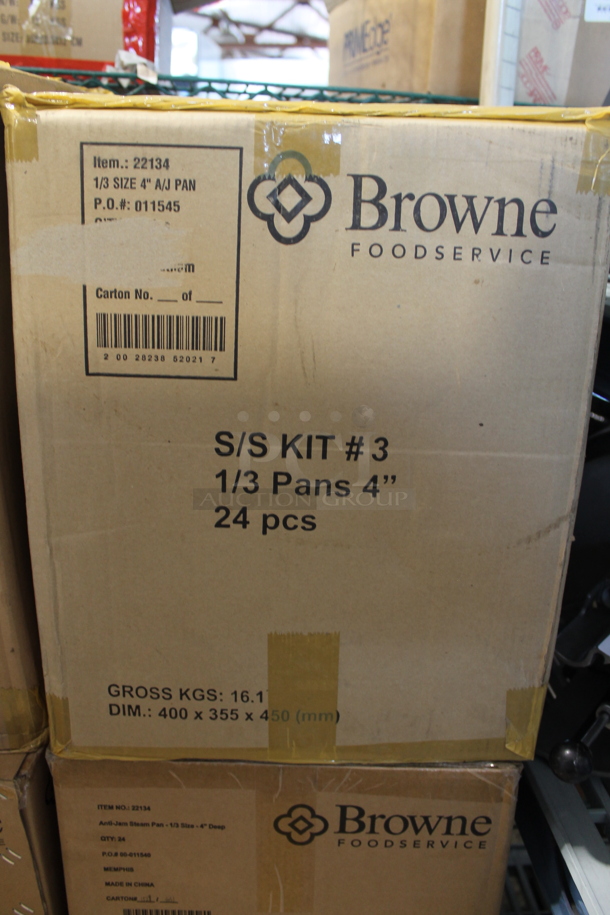 Item.: 22134
1/3 SIZE 4" A/J PAN
P.O.#: 011545
Carton No. ___ of ___
2 00 28238 52021 7
Browne
FOODSERVICE
S/S KIT # 3
1/3 Pans 4”
24 pcs
AUCTION GROUP
GROSS KGS: 16.1
DIM.: 400 x 355 x 450 (mm)
ITEM NO.: 22134
Anti-Jam Steam Pan - 1/3 Size - 4" Deep
QTY: 24
P.O.# 00-011540
MEMPHIS
MADE IN CHINA
CARTON#
Browne
FOODSERVICE